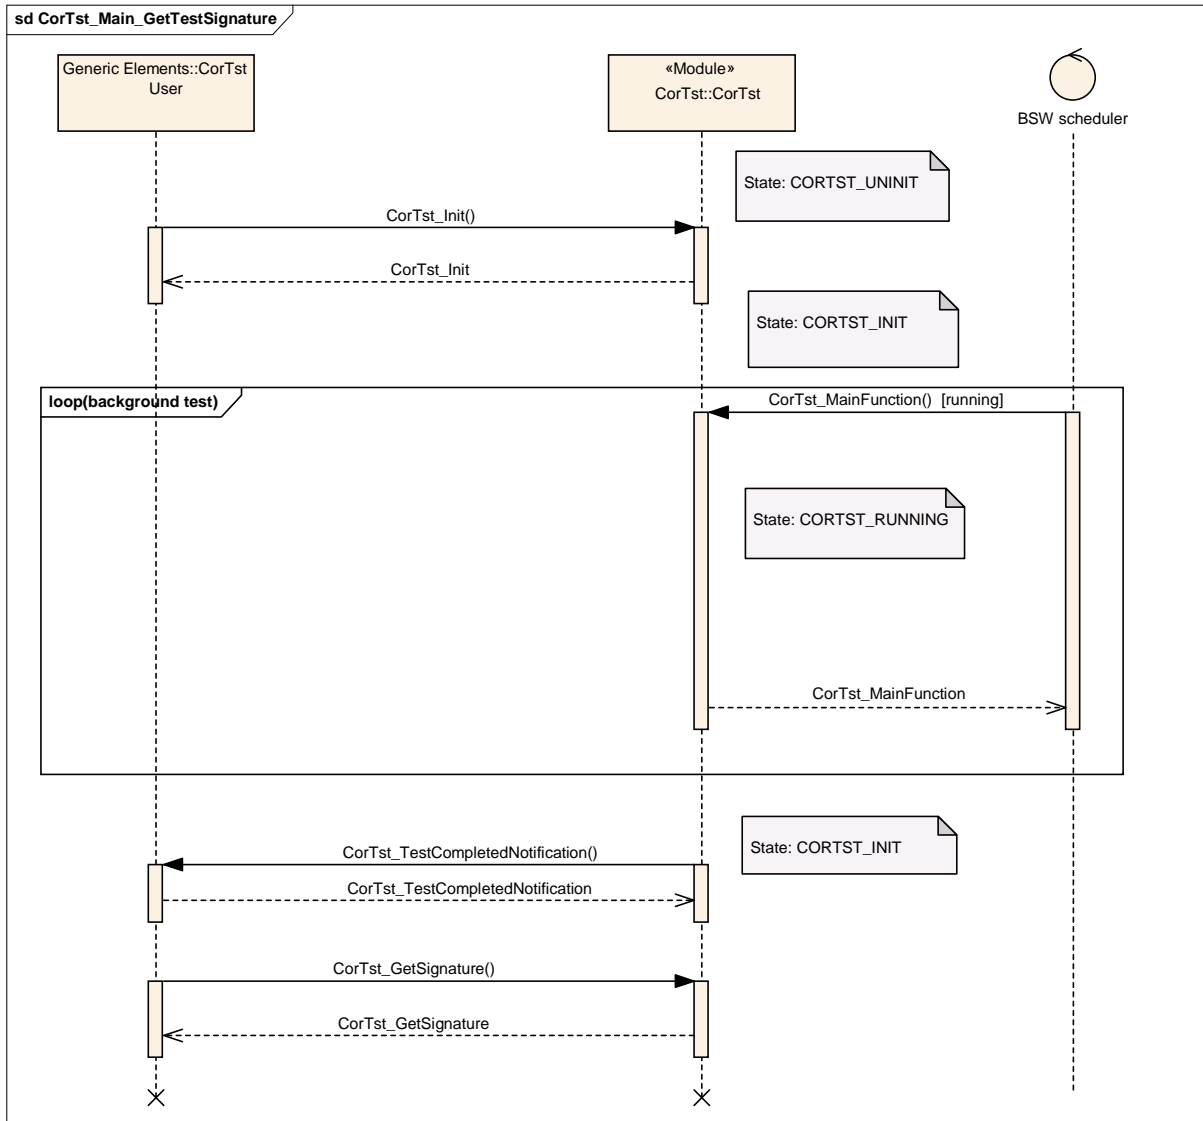 sd CorTst_Main_GetTestSignature
Generic Elements::CorTst
User
«Module»
CorTst::CorTst
BSW scheduler
State: CORTST_UNINIT
CorTst_Init()
CorTst_Init
State: CORTST_INIT
loop(background test)
CorTst_MainFunction() [running]
State: CORTST_RUNNING
CorTst_MainFunction
State: CORTST_INIT
CorTst_TestCompletedNotification()
CorTst_TestCompletedNotification
CorTst_GetSignature()
CorTst_GetSignature